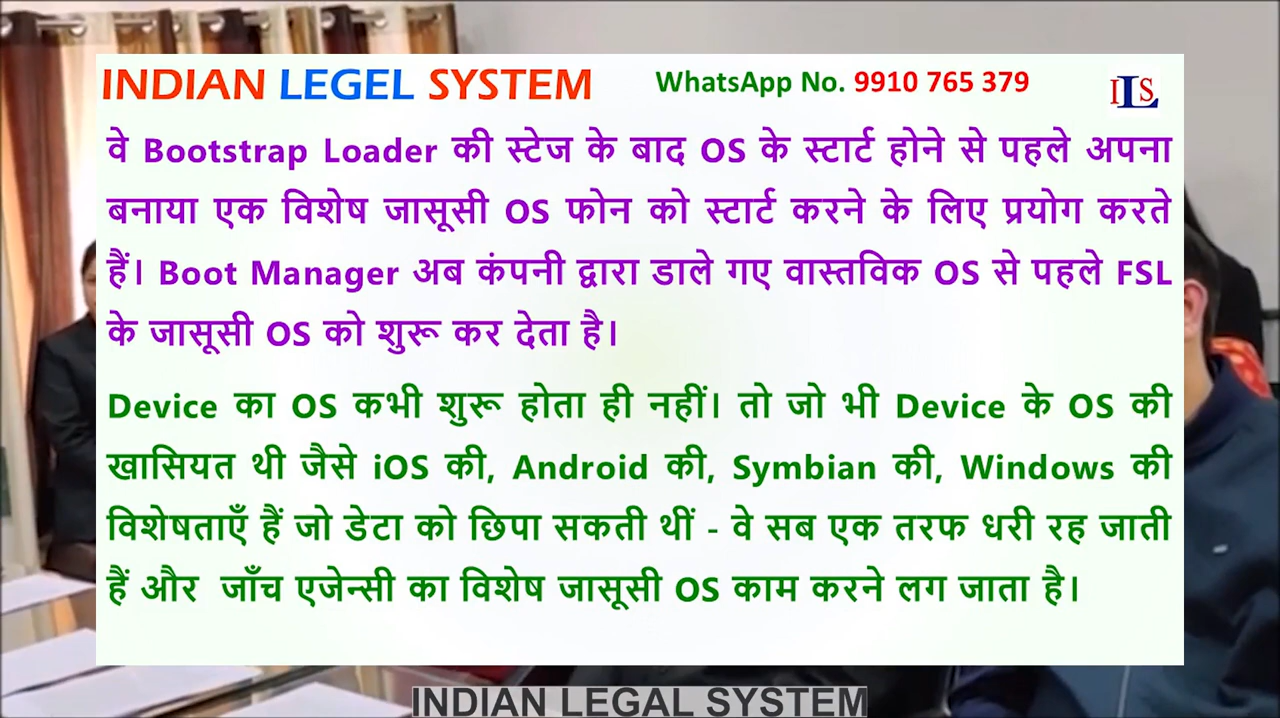 INDIAN LEGEL SYSTEM WhatsApp No. 9910 765 379 ILS
वे Bootstrap Loader की स्टेज के बाद OS के स्टार्ट होने से पहले अपना
बनाया एक विशेष जासूसी OS फोन को स्टार्ट करने के लिए प्रयोग करते
हैं। Boot Manager अब कंपनी द्वारा डाले गए वास्तविक OS से पहले FSL
के जासूसी OS को शुरू कर देता है।
Device का OS कभी शुरू होता ही नहीं। तो जो भी Device के OS की
खासियत थी जैसे iOS की, Android की, Symbian की, Windows की
विशेषताएँ हैं जो डेटा को छिपा सकती थीं - वे सब एक तरफ धरी रह जाती
हैं और जाँच एजेन्सी का विशेष जासूसी OS काम करने लग जाता है।
INDIAN LEGAL SYSTEM